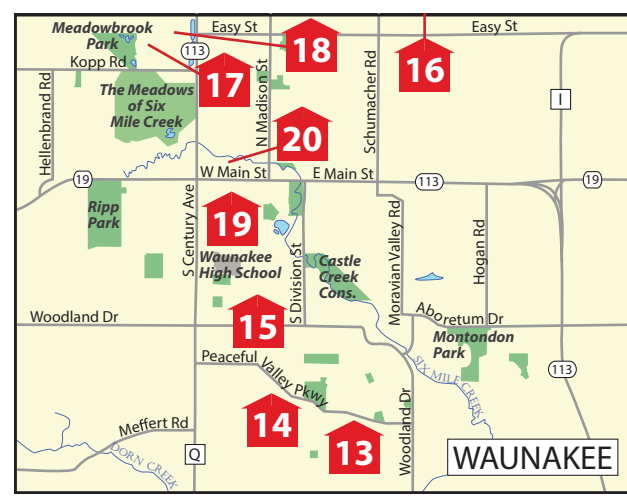 Meadowbrook
Park
113
Easy St
Easy St
18
Kopp Rd
17
16
The Meadows
of Six
Mile Creek
Hellenbrand Rd
N Madison St
Schumacher Rd
I
20
19
W Main St
E Main St
113
19
Ripp
Park
S Century Ave
19
Waunakee
High School
S Division St
Castle
Creek
Cons.
Moravian Valley Rd
Hogan Rd
Woodland Dr
15
Aboretum Dr
Montondon
Park
Peaceful Valley Pkwy
SIX MILE CREEK
113
14
13
Woodland Dr
Meffert Rd
DORN CREEK
Q
WAUNAKEE